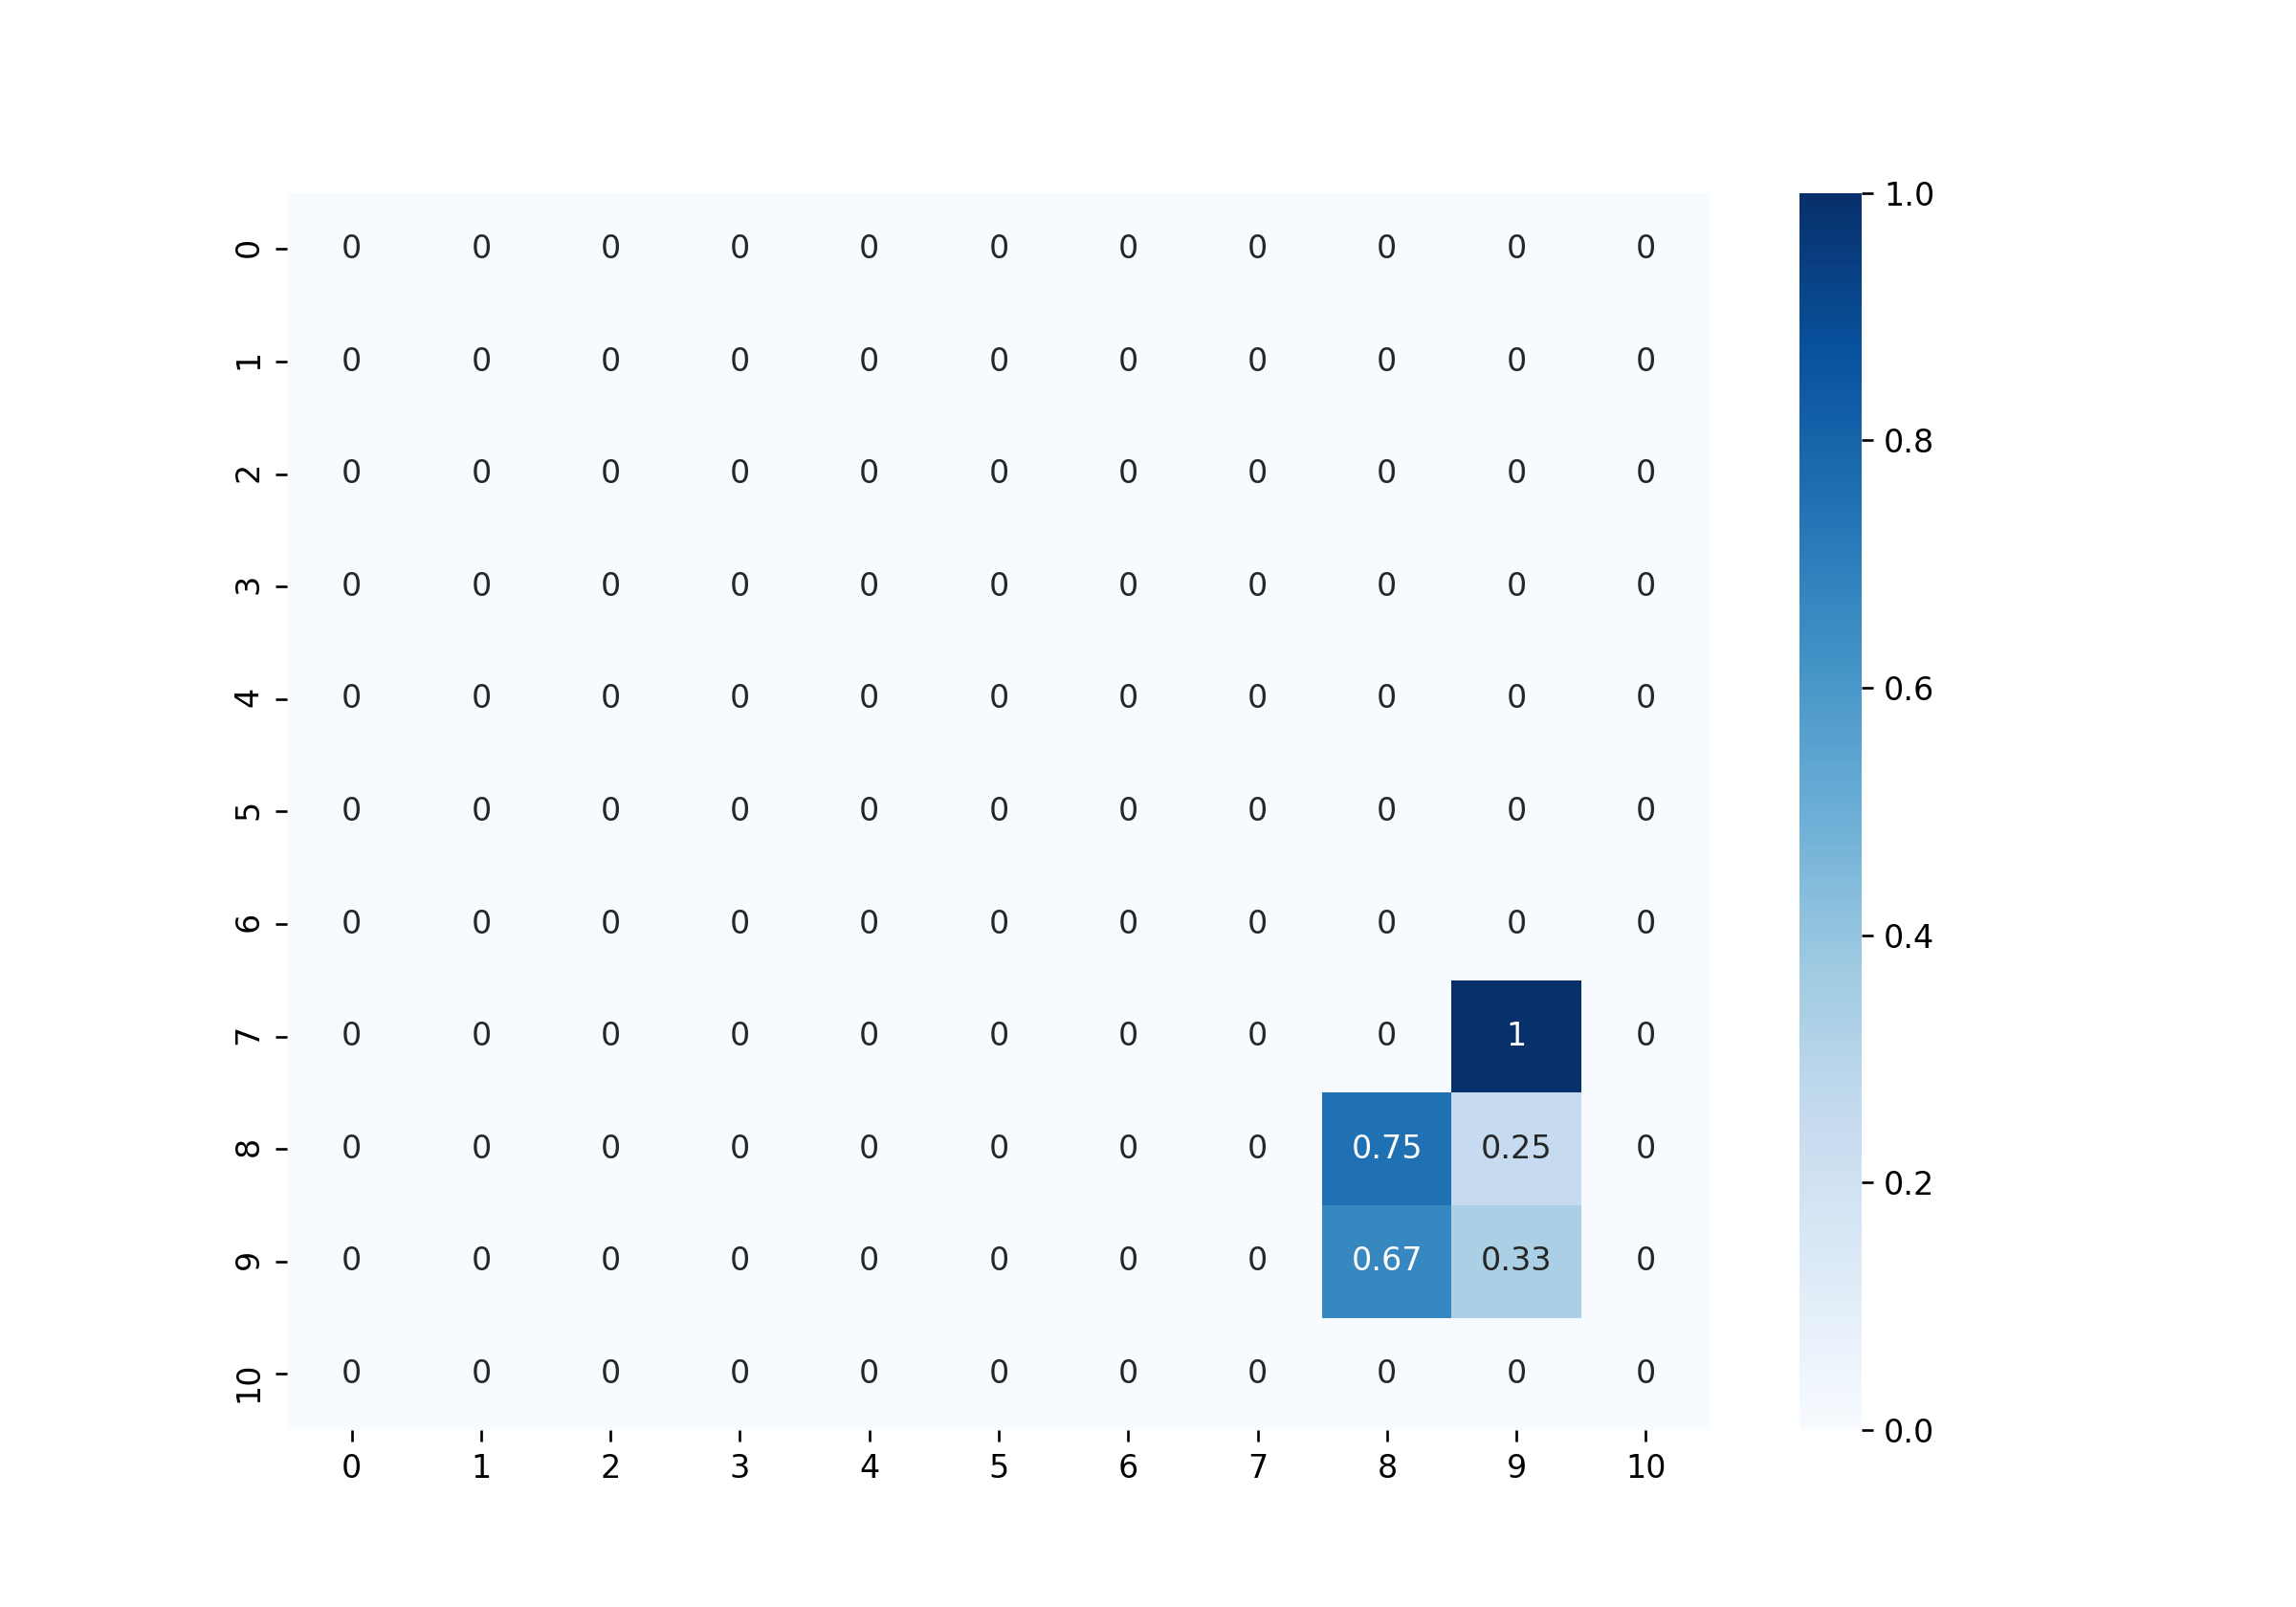 1.0
0 0 0 0 0 0 0 0 0 0 0 0
1 0 0 0 0 0 0 0 0 0 0 0
0.8
2 0 0 0 0 0 0 0 0 0 0 0
3 0 0 0 0 0 0 0 0 0 0 0
0.6
4 0 0 0 0 0 0 0 0 0 0 0
5 0 0 0 0 0 0 0 0 0 0 0
6 0 0 0 0 0 0 0 0 0 0 0
0.4
7 0 0 0 0 0 0 0 0 0 1 0
8 0 0 0 0 0 0 0 0 0.75 0.25 0
0.2
9 0 0 0 0 0 0 0 0 0.67 0.33 0
10 0 0 0 0 0 0 0 0 0 0 0
0.0
0 1 2 3 4 5 6 7 8 9 10